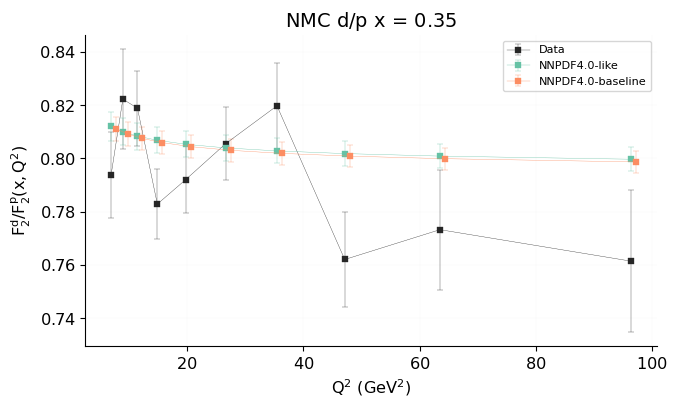 NMC d/p x = 0.35
F₂ᵈ/F₂ᵖ(x, Q²)
0.84
0.82
0.80
0.78
0.76
0.74
Data
NNPDF4.0-like
NNPDF4.0-baseline
20
40
60
80
100
Q² (GeV²)